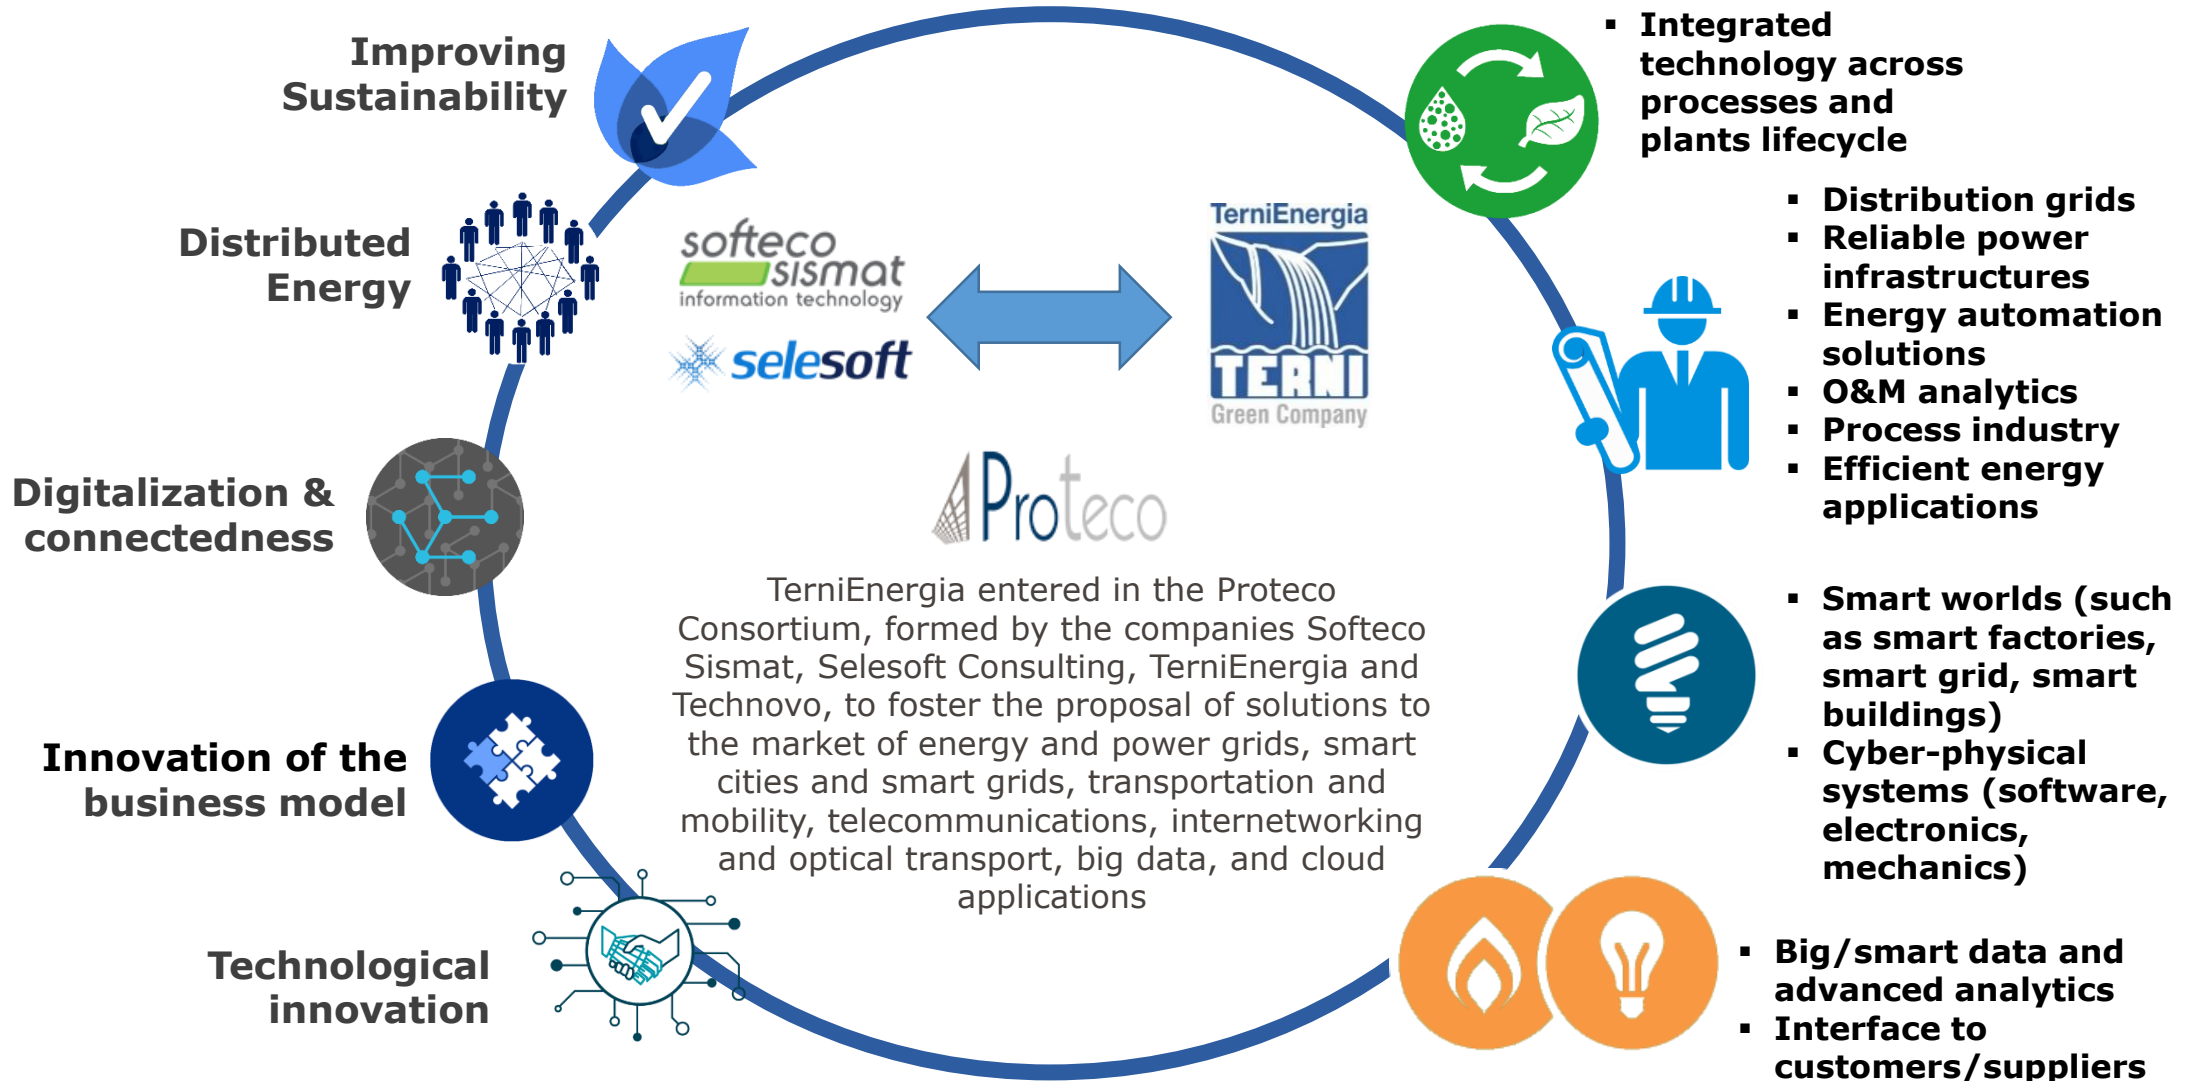 Improving
Sustainability
Distributed
Energy
Digitalization &
connectedness
Innovation of the
business model
Technological
innovation
softeco
sismat
information technology
selesoft
TerniEnergia
TERNI
Green Company
Proteco
TerniEnergia entered in the Proteco
Consortium, formed by the companies Softeco
Sismat, Selesoft Consulting, TerniEnergia and
Technovo, to foster the proposal of solutions to
the market of energy and power grids, smart
cities and smart grids, transportation and
mobility, telecommunications, internetworking
and optical transport, big data, and cloud
applications
▪ Integrated
technology across
processes and
plants lifecycle
▪ Distribution grids
▪ Reliable power
infrastructures
▪ Energy automation
solutions
▪ O&M analytics
▪ Process industry
▪ Efficient energy
applications
▪ Smart worlds (such
as smart factories,
smart grid, smart
buildings)
▪ Cyber-physical
systems (software,
electronics,
mechanics)
▪ Big/smart data and
advanced analytics
▪ Interface to
customers/suppliers